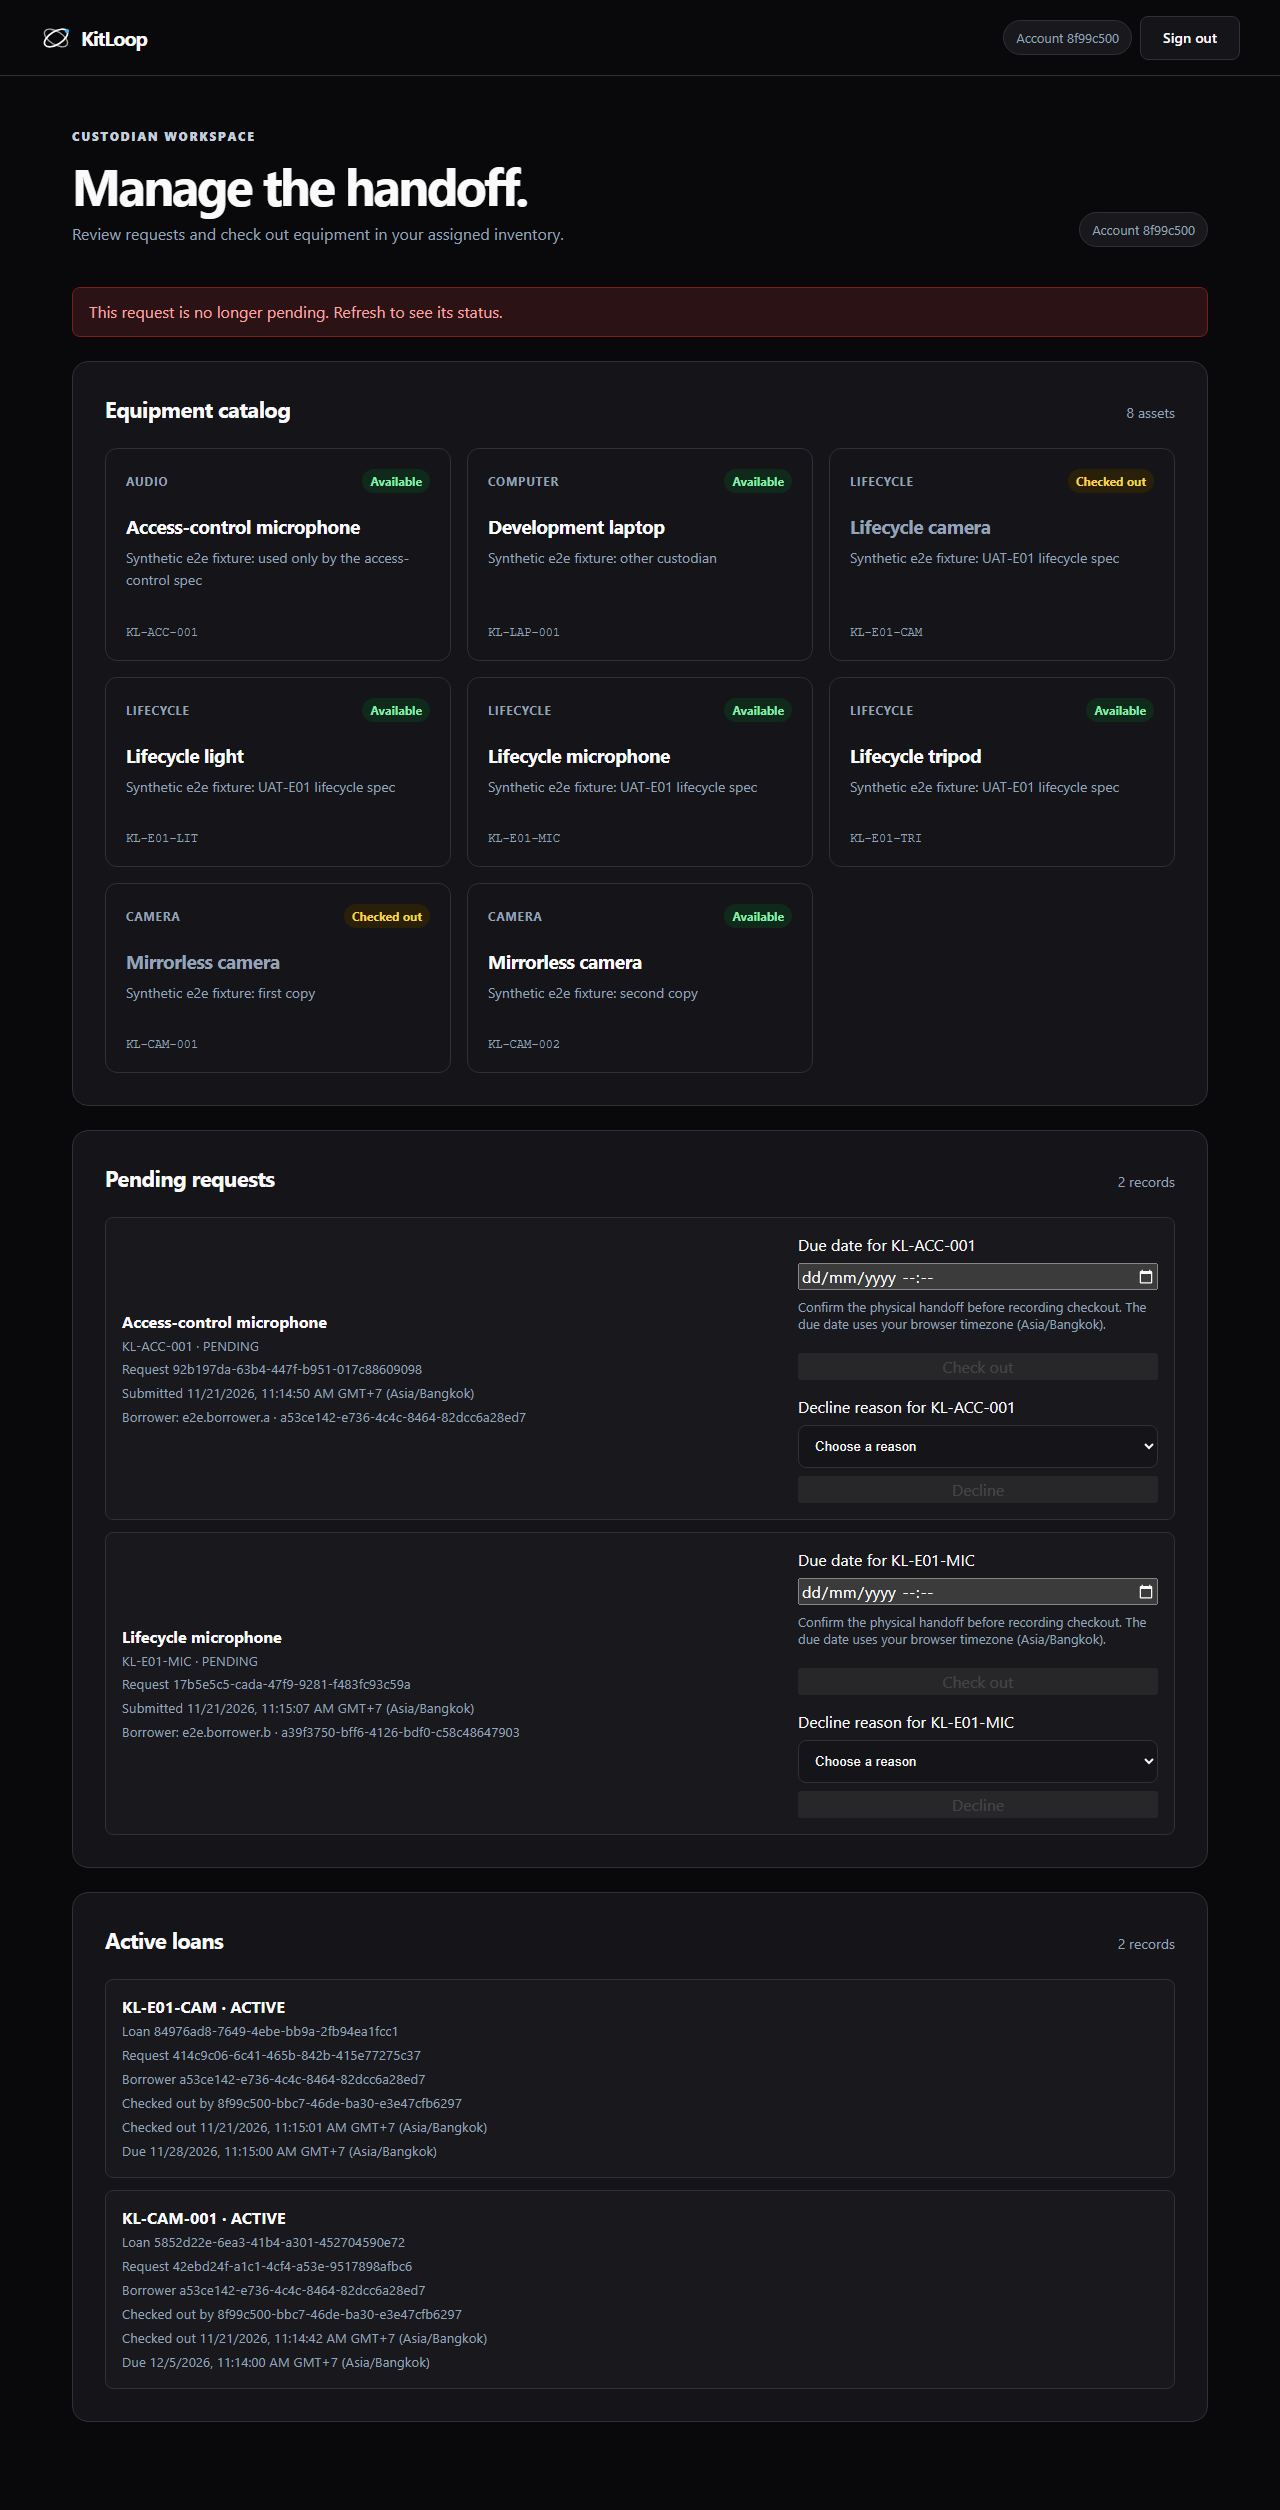 KitLoop
Account 8f99c500
Sign out
CUSTODIAN WORKSPACE
Manage the handoff.
Review requests and check out equipment in your assigned inventory.
Account 8f99c500
This request is no longer pending. Refresh to see its status.
Equipment catalog
8 assets
AUDIO
Available
Access-control microphone
Synthetic e2e fixture: used only by the access-
control spec
KL-ACC-001
COMPUTER
Available
Development laptop
Synthetic e2e fixture: other custodian
KL-LAP-001
LIFECYCLE
Checked out
Lifecycle camera
Synthetic e2e fixture: UAT-E01 lifecycle spec
KL-E01-CAM
LIFECYCLE
Available
Lifecycle light
Synthetic e2e fixture: UAT-E01 lifecycle spec
KL-E01-LIT
LIFECYCLE
Available
Lifecycle microphone
Synthetic e2e fixture: UAT-E01 lifecycle spec
KL-E01-MIC
LIFECYCLE
Available
Lifecycle tripod
Synthetic e2e fixture: UAT-E01 lifecycle spec
KL-E01-TRI
CAMERA
Checked out
Mirrorless camera
Synthetic e2e fixture: first copy
KL-CAM-001
CAMERA
Available
Mirrorless camera
Synthetic e2e fixture: second copy
KL-CAM-002
Pending requests
2 records
Access-control microphone
KL-ACC-001 · PENDING
Request 92b197da-63b4-447f-b951-017c88609098
Submitted 11/21/2026, 11:14:50 AM GMT+7 (Asia/Bangkok)
Borrower: e2e.borrower.a · a53ce142-e736-4c4c-8464-82dcc6a28ed7
Due date for KL-ACC-001
dd/mm/yyyy --:--
Confirm the physical handoff before recording checkout. The
due date uses your browser timezone (Asia/Bangkok).
Check out
Decline reason for KL-ACC-001
Choose a reason
Decline
Lifecycle microphone
KL-E01-MIC · PENDING
Request 17b5e5c5-cada-47f9-9281-f483fc93c59a
Submitted 11/21/2026, 11:15:07 AM GMT+7 (Asia/Bangkok)
Borrower: e2e.borrower.b · a39f3750-bff6-4126-bdf0-c58c48647903
Due date for KL-E01-MIC
dd/mm/yyyy --:--
Confirm the physical handoff before recording checkout. The
due date uses your browser timezone (Asia/Bangkok).
Check out
Decline reason for KL-E01-MIC
Choose a reason
Decline
Active loans
2 records
KL-E01-CAM · ACTIVE
Loan 84976ad8-7649-4ebe-bb9a-2fb94ea1fcc1
Request 414c9c06-6c41-465b-842b-415e77275c37
Borrower a53ce142-e736-4c4c-8464-82dcc6a28ed7
Checked out by 8f99c500-bbc7-46de-ba30-e3e47cfb6297
Checked out 11/21/2026, 11:15:01 AM GMT+7 (Asia/Bangkok)
Due 11/28/2026, 11:15:00 AM GMT+7 (Asia/Bangkok)
KL-CAM-001 · ACTIVE
Loan 5852d22e-6ea3-41b4-a301-452704590e72
Request 42ebd24f-a1c1-4cf4-a53e-9517898afbc6
Borrower a53ce142-e736-4c4c-8464-82dcc6a28ed7
Checked out by 8f99c500-bbc7-46de-ba30-e3e47cfb6297
Checked out 11/21/2026, 11:14:42 AM GMT+7 (Asia/Bangkok)
Due 12/5/2026, 11:14:00 AM GMT+7 (Asia/Bangkok)